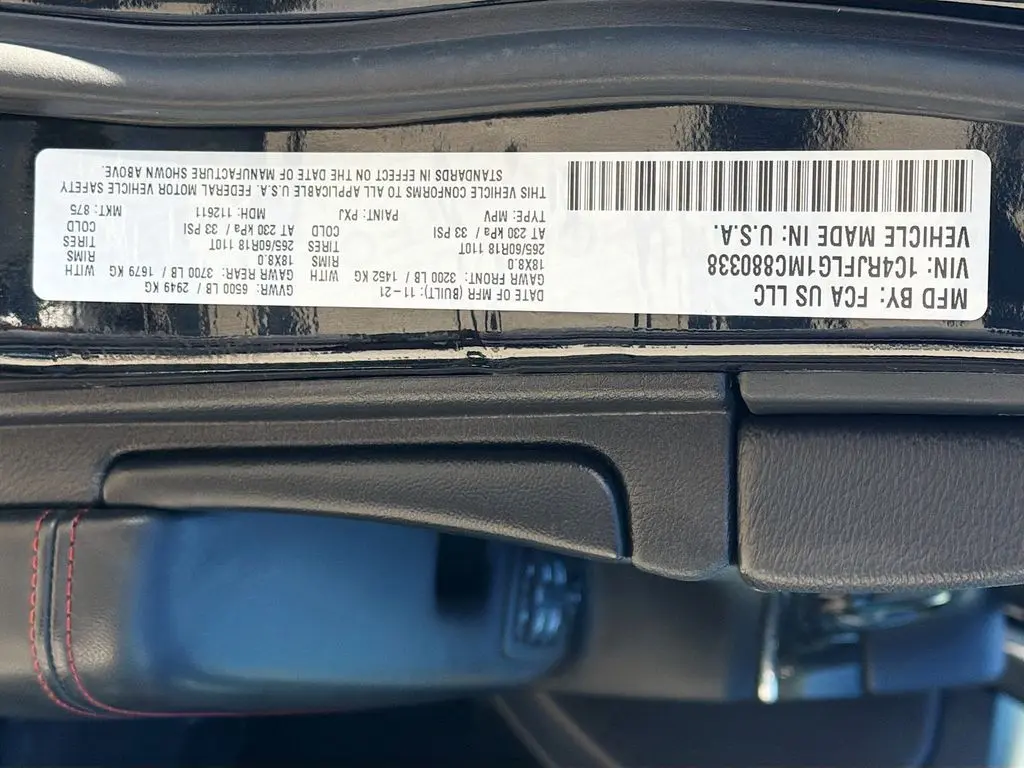 MFD BY: FCA US LLC
VIN: 1C4RJFLG1MC880338
VEHICLE MADE IN: U.S.A.
DATE OF MFR (BUILT): 11-21
GVWR: 6500 LB / 2949 KG
GAWR FRONT: 3200 LB / 1452 KG WITH
GAWR REAR: 3700 LB / 1679 KG WITH
18X8.0 RIMS
RIMS
265/60R18 110T TIRES
265/60R18 110T TIRES
AT 230 kPa / 33 PSI COLD
AT 230 kPa / 33 PSI COLD
TYPE: MPV PAINT: PXJ MDH: 112611 MKT: 875
THIS VEHICLE CONFORMS TO ALL APPLICABLE U.S.A. FEDERAL MOTOR VEHICLE SAFETY
STANDARDS IN EFFECT ON THE DATE OF MANUFACTURE SHOWN ABOVE.